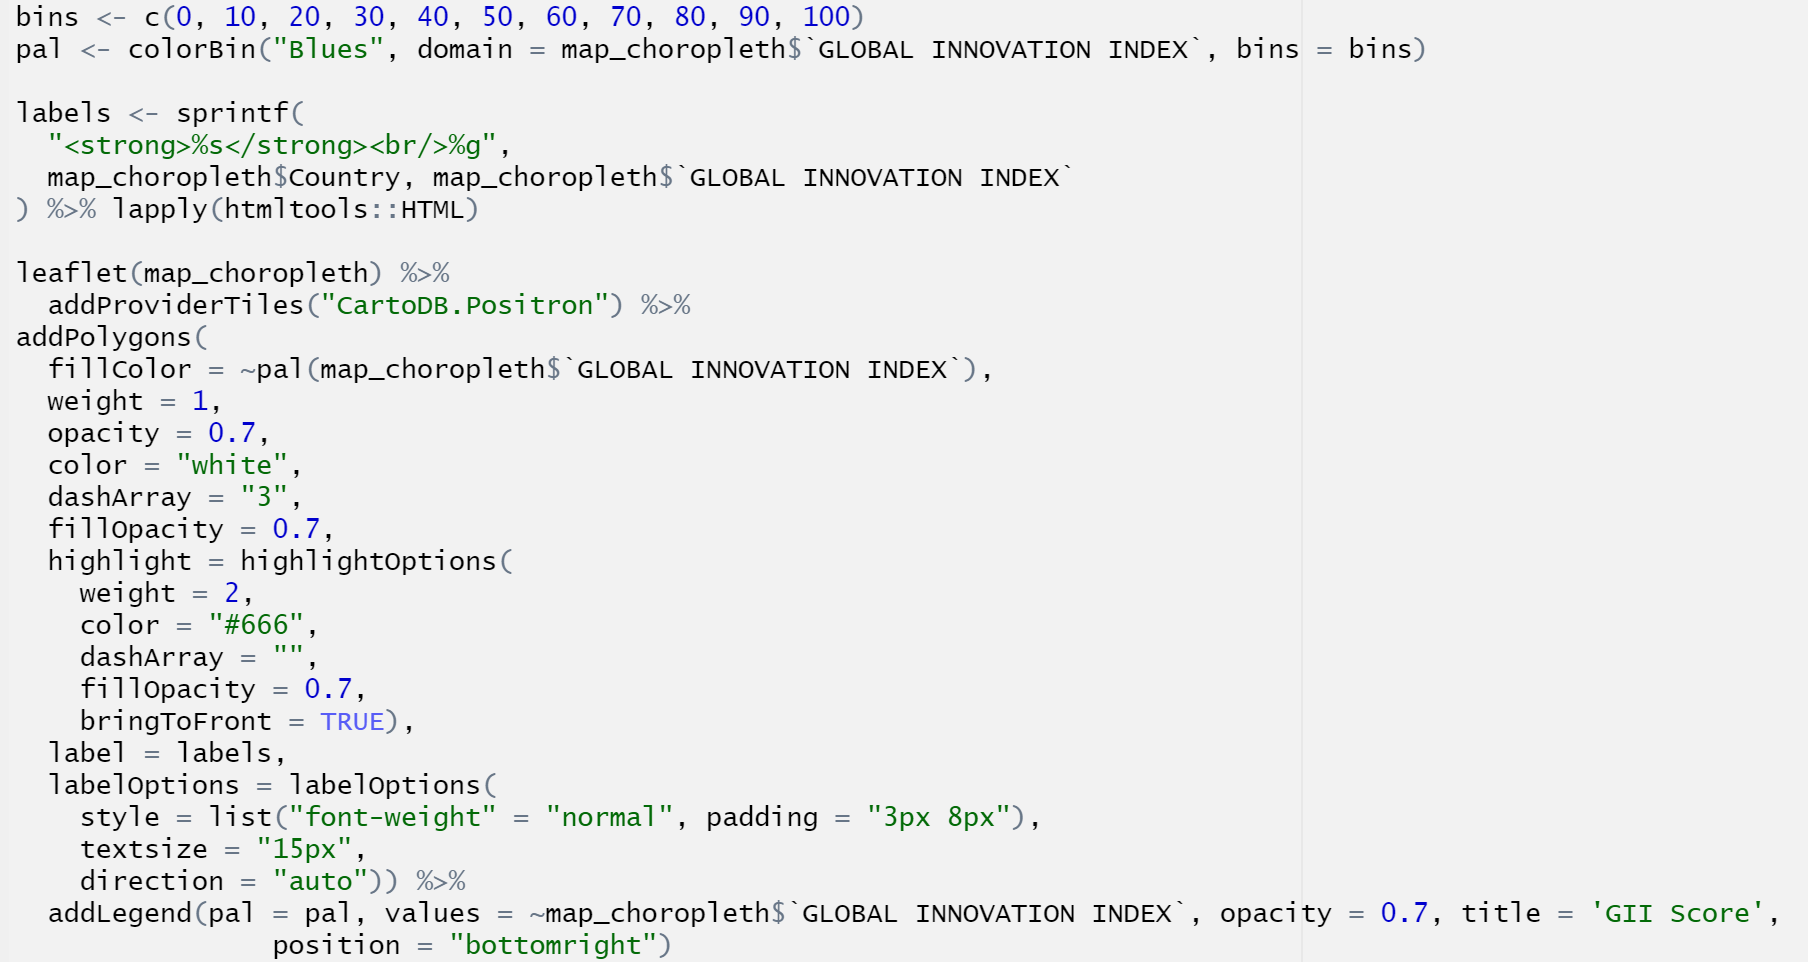 bins <- c(0, 10, 20, 30, 40, 50, 60, 70, 80, 90, 100)
pal <- colorBin("Blues", domain = map_choropleth$`GLOBAL INNOVATION INDEX`, bins = bins)

labels <- sprintf(
  "<strong>%s</strong><br/>%g",
  map_choropleth$Country, map_choropleth$`GLOBAL INNOVATION INDEX`
) %>% lapply(htmltools::HTML)

leaflet(map_choropleth) %>%
  addProviderTiles("CartoDB.Positron") %>%
addPolygons(
  fillColor = ~pal(map_choropleth$`GLOBAL INNOVATION INDEX`),
  weight = 1,
  opacity = 0.7,
  color = "white",
  dashArray = "3",
  fillOpacity = 0.7,
  highlight = highlightOptions(
    weight = 2,
    color = "#666",
    dashArray = "",
    fillOpacity = 0.7,
    bringToFront = TRUE),
  label = labels,
  labelOptions = labelOptions(
    style = list("font-weight" = "normal", padding = "3px 8px"),
    textsize = "15px",
    direction = "auto")) %>%
  addLegend(pal = pal, values = ~map_choropleth$`GLOBAL INNOVATION INDEX`, opacity = 0.7, title = 'GII Score',
                position = "bottomright")